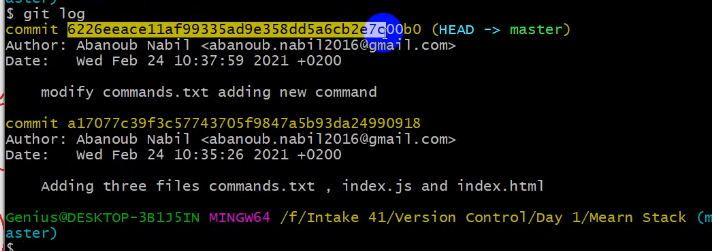 aster)
$ git log
commit 6226eeace11af99335ad9e358dd5a6cb2e7c00b0 (HEAD -> master)
Author: Abanoub Nabil <abanoub.nabil2016@gmail.com>
Date:   Wed Feb 24 10:37:58 2021 +0200
modify commands.txt adding new command
commit a17077c39f3c57743705f9847a5b93da24990918
Author: Abanoub Nabil <abanoub.nabil2016@gmail.com>
Date:   Wed Feb 24 10:35:26 2021 +0200
Adding three files commands.txt , index.js and index.html
Genius@DESKTOP-3B1J5IN MINGW64 /f/Intake 41/Version Control/Day 1/Mearn Stack (m
aster)
$